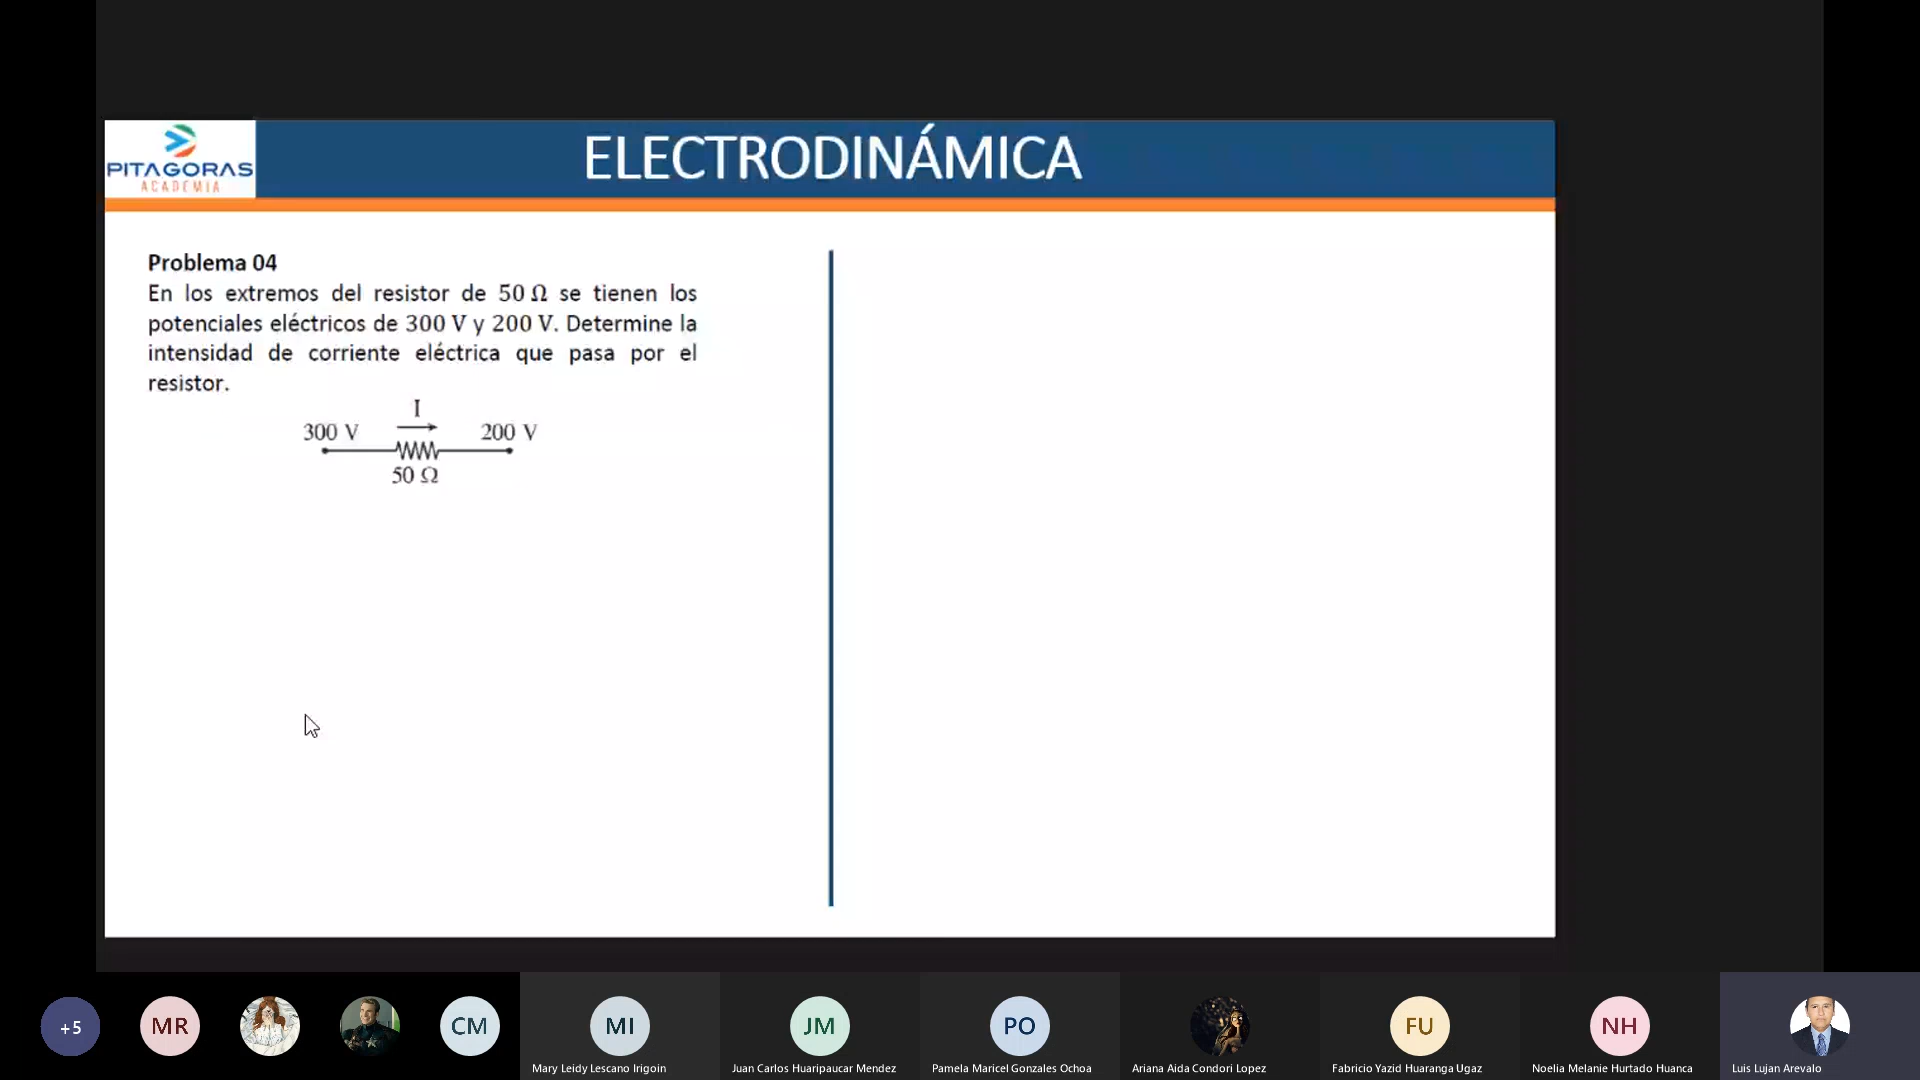 PITAGORAS
ACADEMIA
ELECTRODINÁMICA
Problema 04
En los extremos del resistor de 50 Ω se tienen los
potenciales eléctricos de 300 V y 200 V. Determine la
intensidad de corriente eléctrica que pasa por el
resistor.
I
300 V
200 V
50 Ω
+5
MR
CM
MI
JM
PO
FU
NH
Mary Leidy Lescano Irigoin
Juan Carlos Huaripaucar Mendez
Pamela Maricel Gonzales Ochoa
Ariana Aida Condori Lopez
Fabricio Yazid Huaranga Ugaz
Noelia Melanie Hurtado Huanca
Luis Lujan Arevalo